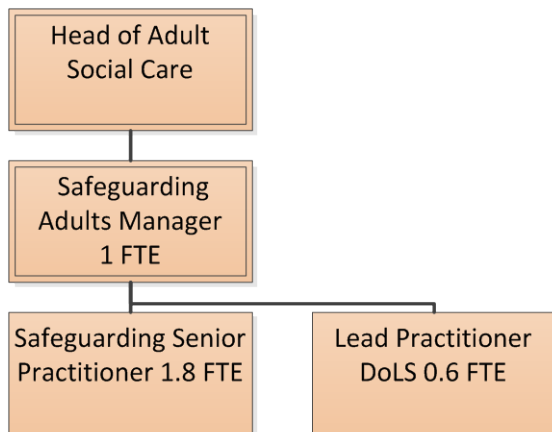 Head of Adult
Social Care
Safeguarding
Adults Manager
1 FTE
Safeguarding Senior
Practitioner 1.8 FTE
Lead Practitioner
DoLS 0.6 FTE